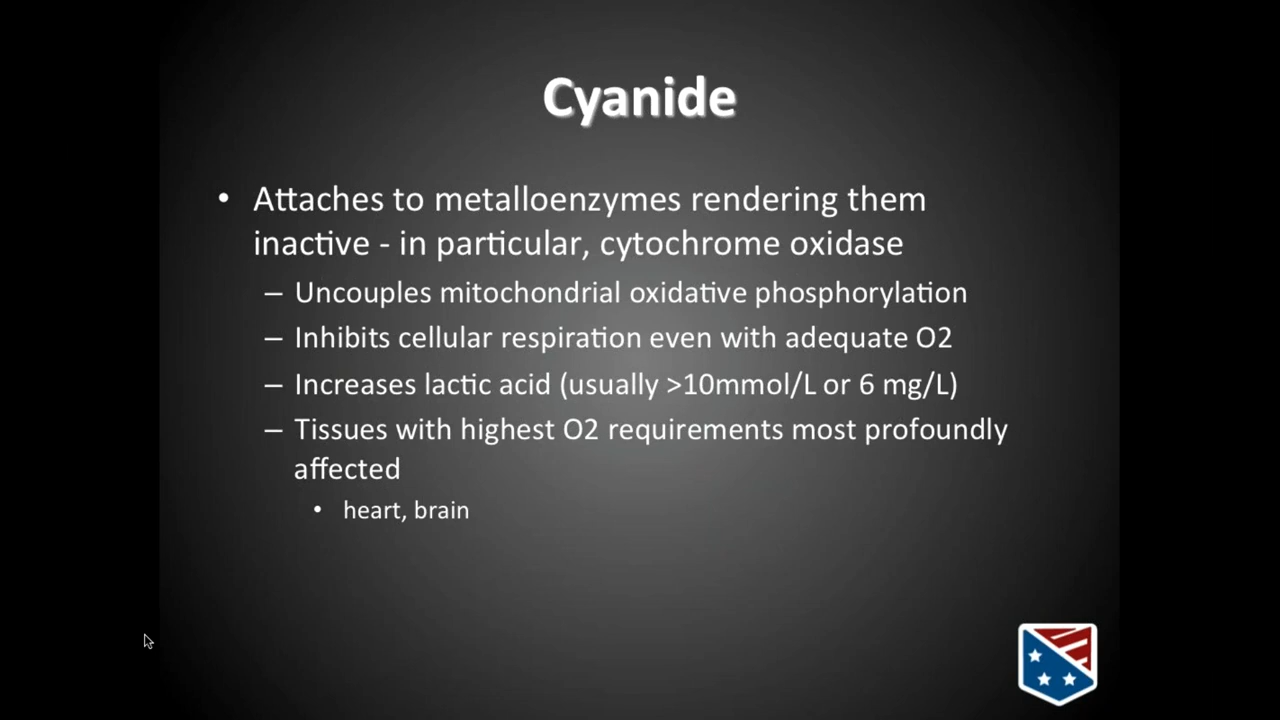 Cyanide
• Attaches to metalloenzymes rendering them
inactive - in particular, cytochrome oxidase
– Uncouples mitochondrial oxidative phosphorylation
– Inhibits cellular respiration even with adequate O2
– Increases lactic acid (usually >10mmol/L or 6 mg/L)
– Tissues with highest O2 requirements most profoundly
affected
• heart, brain